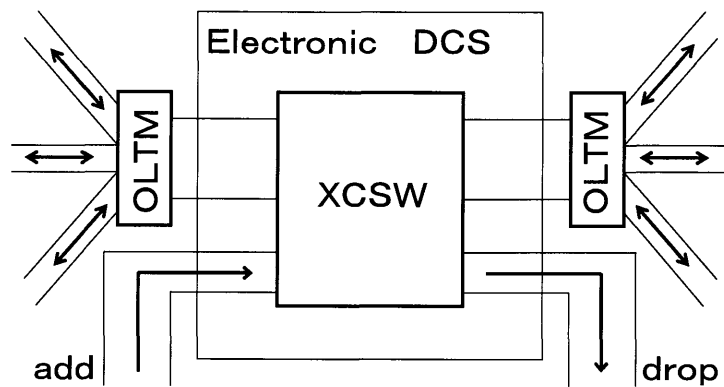 Electronic DCS
OLTM
XCSW
OLTM
add
drop